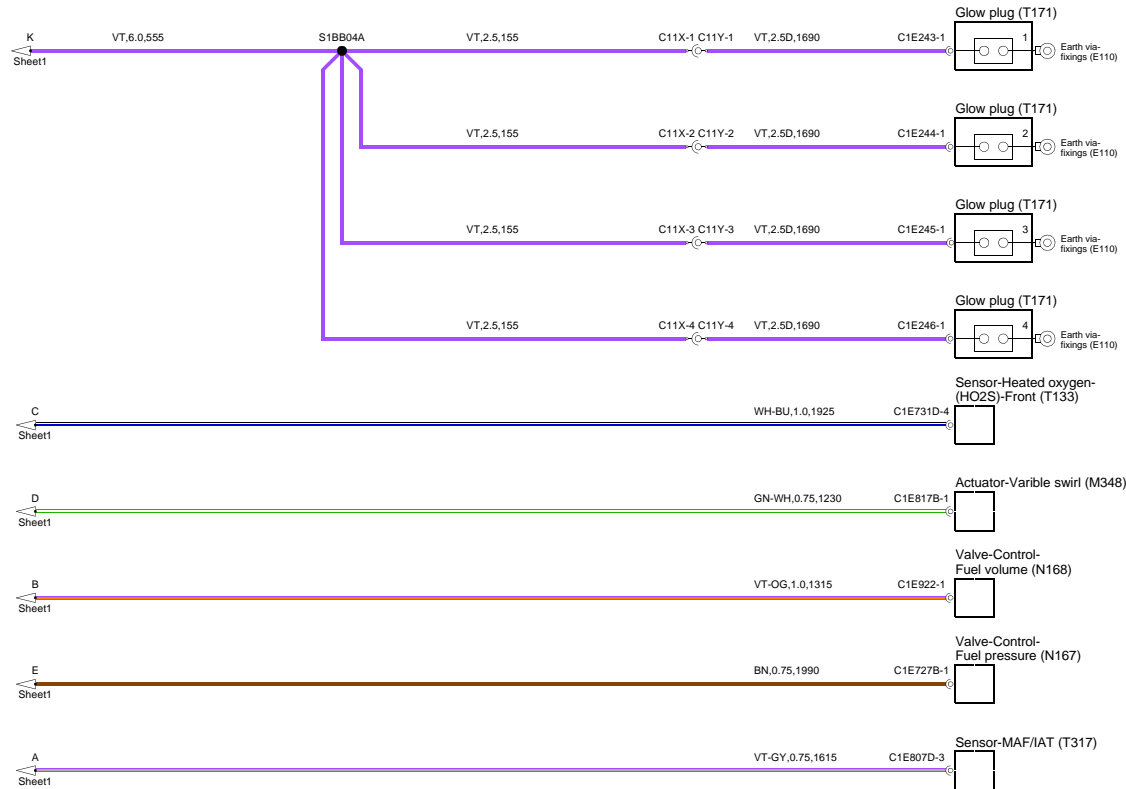 Glow plug (T171)
K
VT,6.0,555
S1BB04A
VT,2.5,155
C11X-1 C11Y-1
VT,2.5D,1690
C1E243-1
1
Sheet1
Earth via-
fixings (E110)
Glow plug (T171)
VT,2.5,155
C11X-2 C11Y-2
VT,2.5D,1690
C1E244-1
2
Earth via-
fixings (E110)
Glow plug (T171)
VT,2.5,155
C11X-3 C11Y-3
VT,2.5D,1690
C1E245-1
3
Earth via-
fixings (E110)
Glow plug (T171)
VT,2.5,155
C11X-4 C11Y-4
VT,2.5D,1690
C1E246-1
4
Earth via-
fixings (E110)
Sensor-Heated oxygen-
(HO2S)-Front (T133)
C
WH-BU,1.0,1925
C1E731D-4
Sheet1
Actuator-Varible swirl (M348)
D
GN-WH,0.75,1230
C1E817B-1
Sheet1
Valve-Control-
Fuel volume (N168)
B
VT-OG,1.0,1315
C1E922-1
Sheet1
Valve-Control-
Fuel pressure (N167)
E
BN,0.75,1990
C1E727B-1
Sheet1
Sensor-MAF/IAT (T317)
A
VT-GY,0.75,1615
C1E807D-3
Sheet1